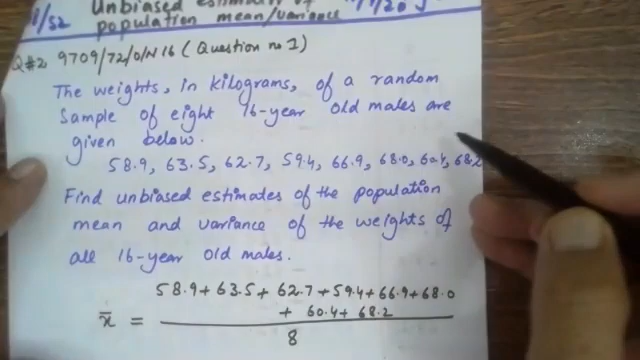 1/S2 Unbiased estimates of
population mean/variance
Q#2 9709/72/O/N 16 (Question no 1)
The weights, in kilograms, of a random
Sample of eight 16-year old males are
given below.
58.9, 63.5, 62.7, 59.4, 66.9, 68.0, 60.4, 68.2
Find unbiased estimates of the population
mean and variance of the weights of
all 16-year old males.
58.9+63.5+62.7+59.4+66.9+68.0
+ 60.4+68.2
x̄ =
8